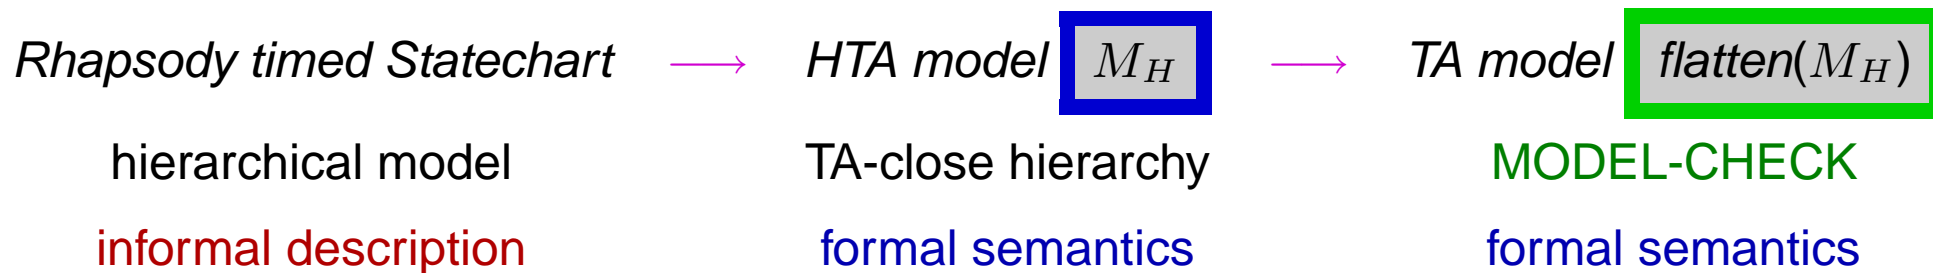 Rhapsody timed Statechart → HTA model M_H → TA model flatten(M_H)
hierarchical model TA-close hierarchy MODEL-CHECK
informal description formal semantics formal semantics